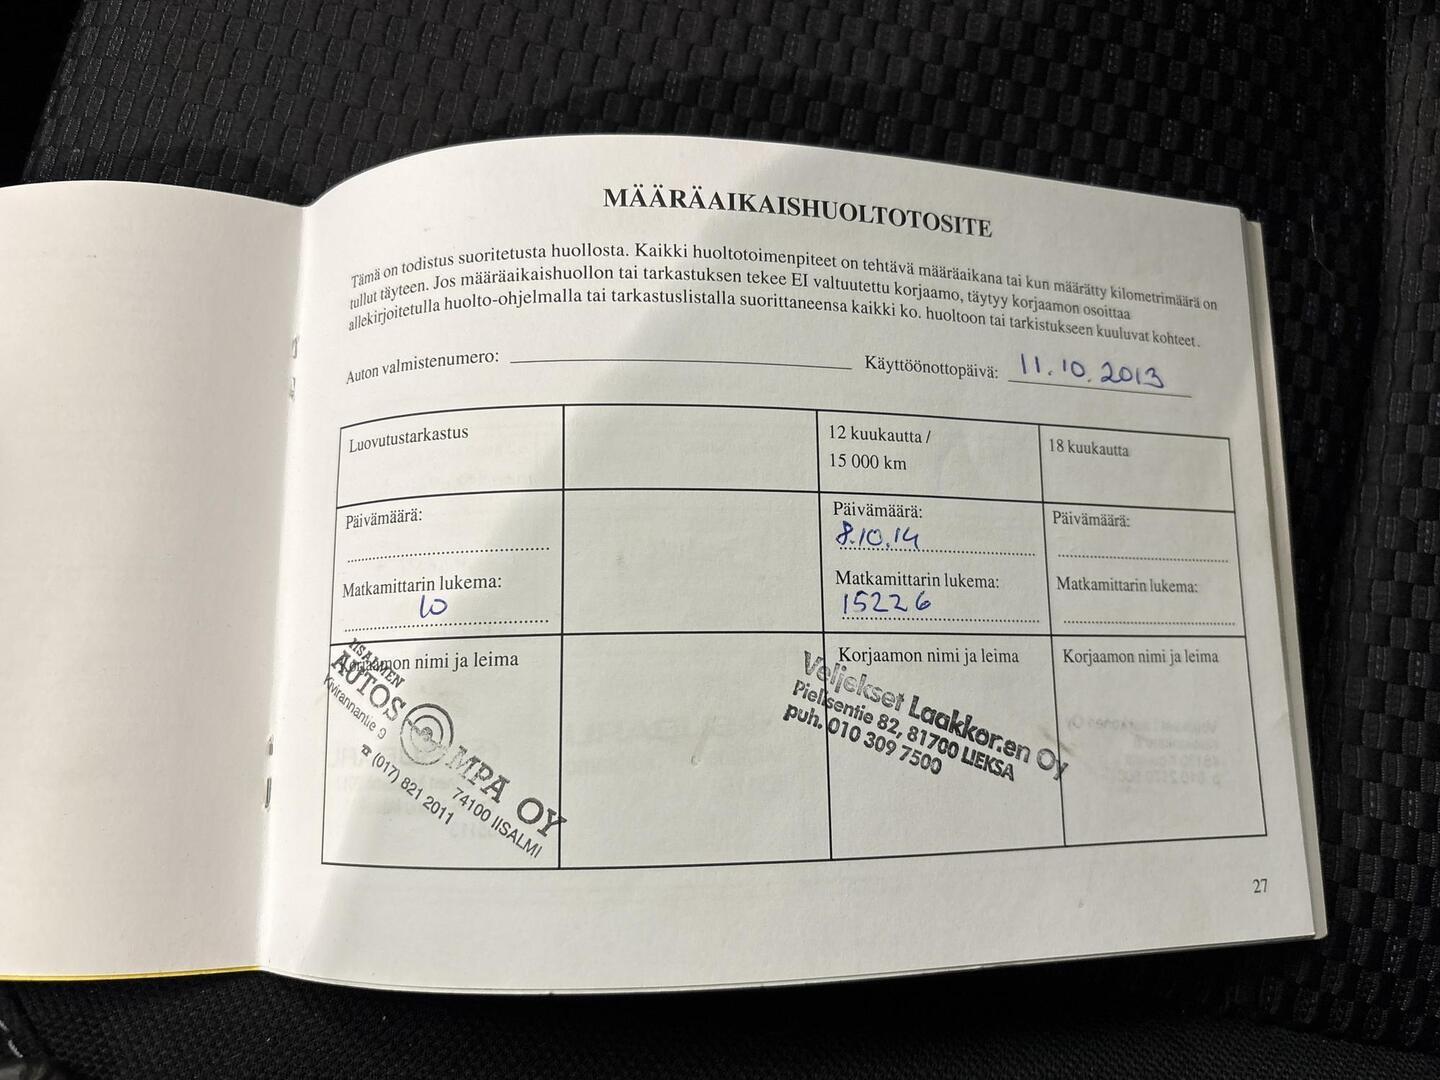 MÄÄRÄAIKAISHUOLTOTOSITE
Tämä on todistus suoritetusta huollosta. Kaikki huoltotoimenpiteet on tehtävä määräaikana tai kun määrätty kilometrimäärä on
tullut täyteen. Jos määräaikaishuollon tai tarkastuksen tekee EI valtuutettu korjaamo, täytyy korjaamon osoittaa
allekirjoitetulla huolto-ohjelmalla tai tarkastuslistalla suorittaneensa kaikki ko. huoltoon tai tarkistukseen kuuluvat kohteet.
Auton valmistenumero: Käyttöönottopäivä: 11.10.2013
Luovutustarkastus
12 kuukautta /
15 000 km
18 kuukautta
Päivämäärä:
Päivämäärä:
8.10.14
Päivämäärä:
Matkamittarin lukema:
10
Matkamittarin lukema:
15226
Matkamittarin lukema:
Korjaamon nimi ja leima
IISALMEN
AUTOS OMPA OY
Kivirannantie 9 74100 IISALMI
☎ (017) 821 2011
Korjaamon nimi ja leima
Veljekset Laakkonen Oy
Pielisentie 82, 81700 LIEKSA
puh. 010 309 7500
Korjaamon nimi ja leima
27